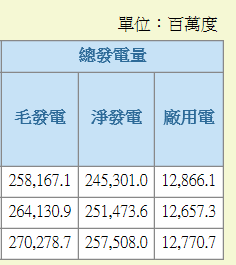 單位：百萬度
總發電量
毛發電 淨發電 廠用電
258,167.1 245,301.0 12,866.1
264,130.9 251,473.6 12,657.3
270,278.7 257,508.0 12,770.7